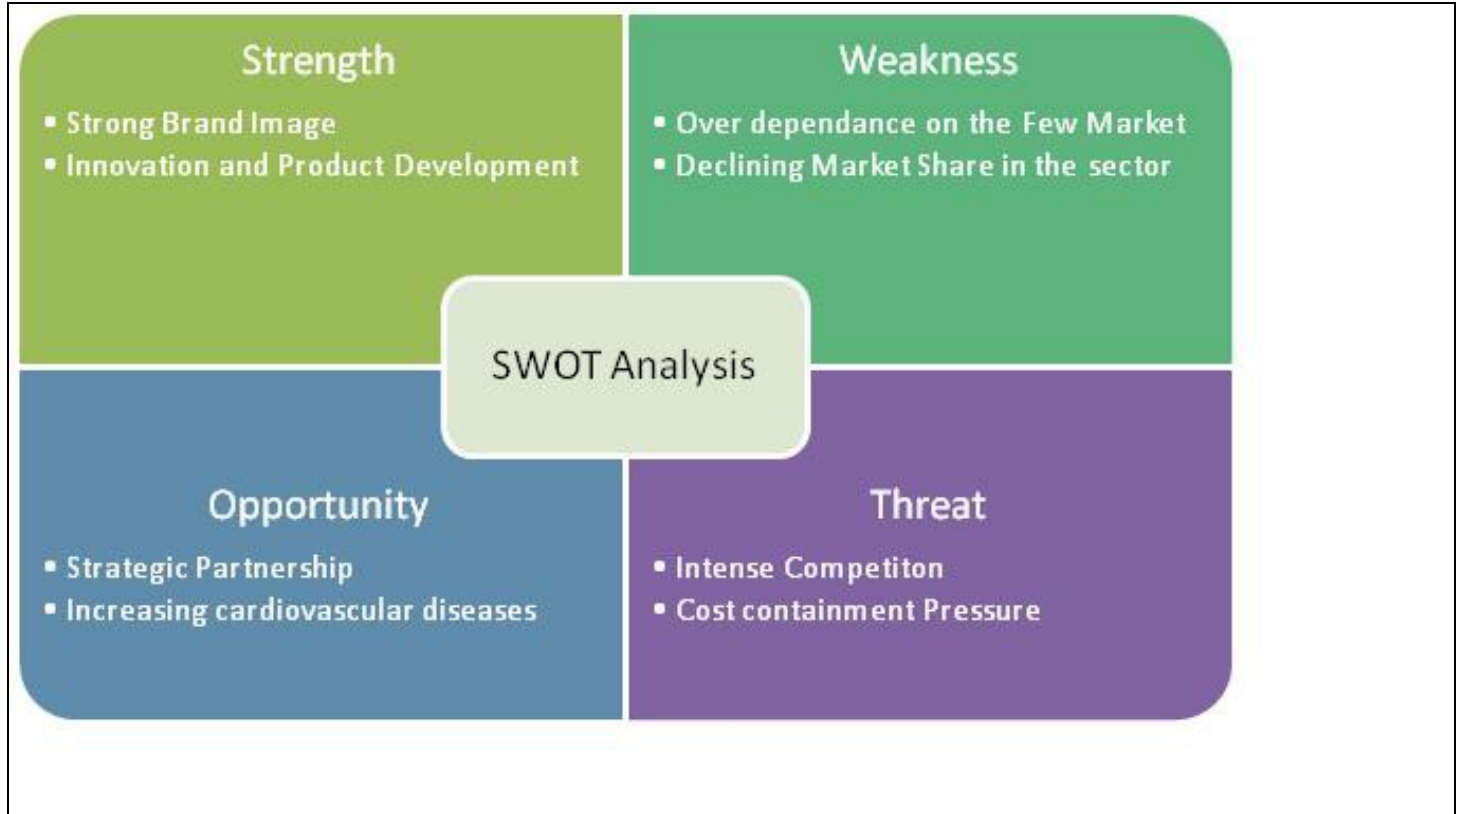 Strength
▪ Strong Brand Image
▪ Innovation and Product Development
Weakness
▪ Over dependance on the Few Market
▪ Declining Market Share in the sector
SWOT Analysis
Opportunity
▪ Strategic Partnership
▪ Increasing cardiovascular diseases
Threat
▪ Intense Competiton
▪ Cost containment Pressure